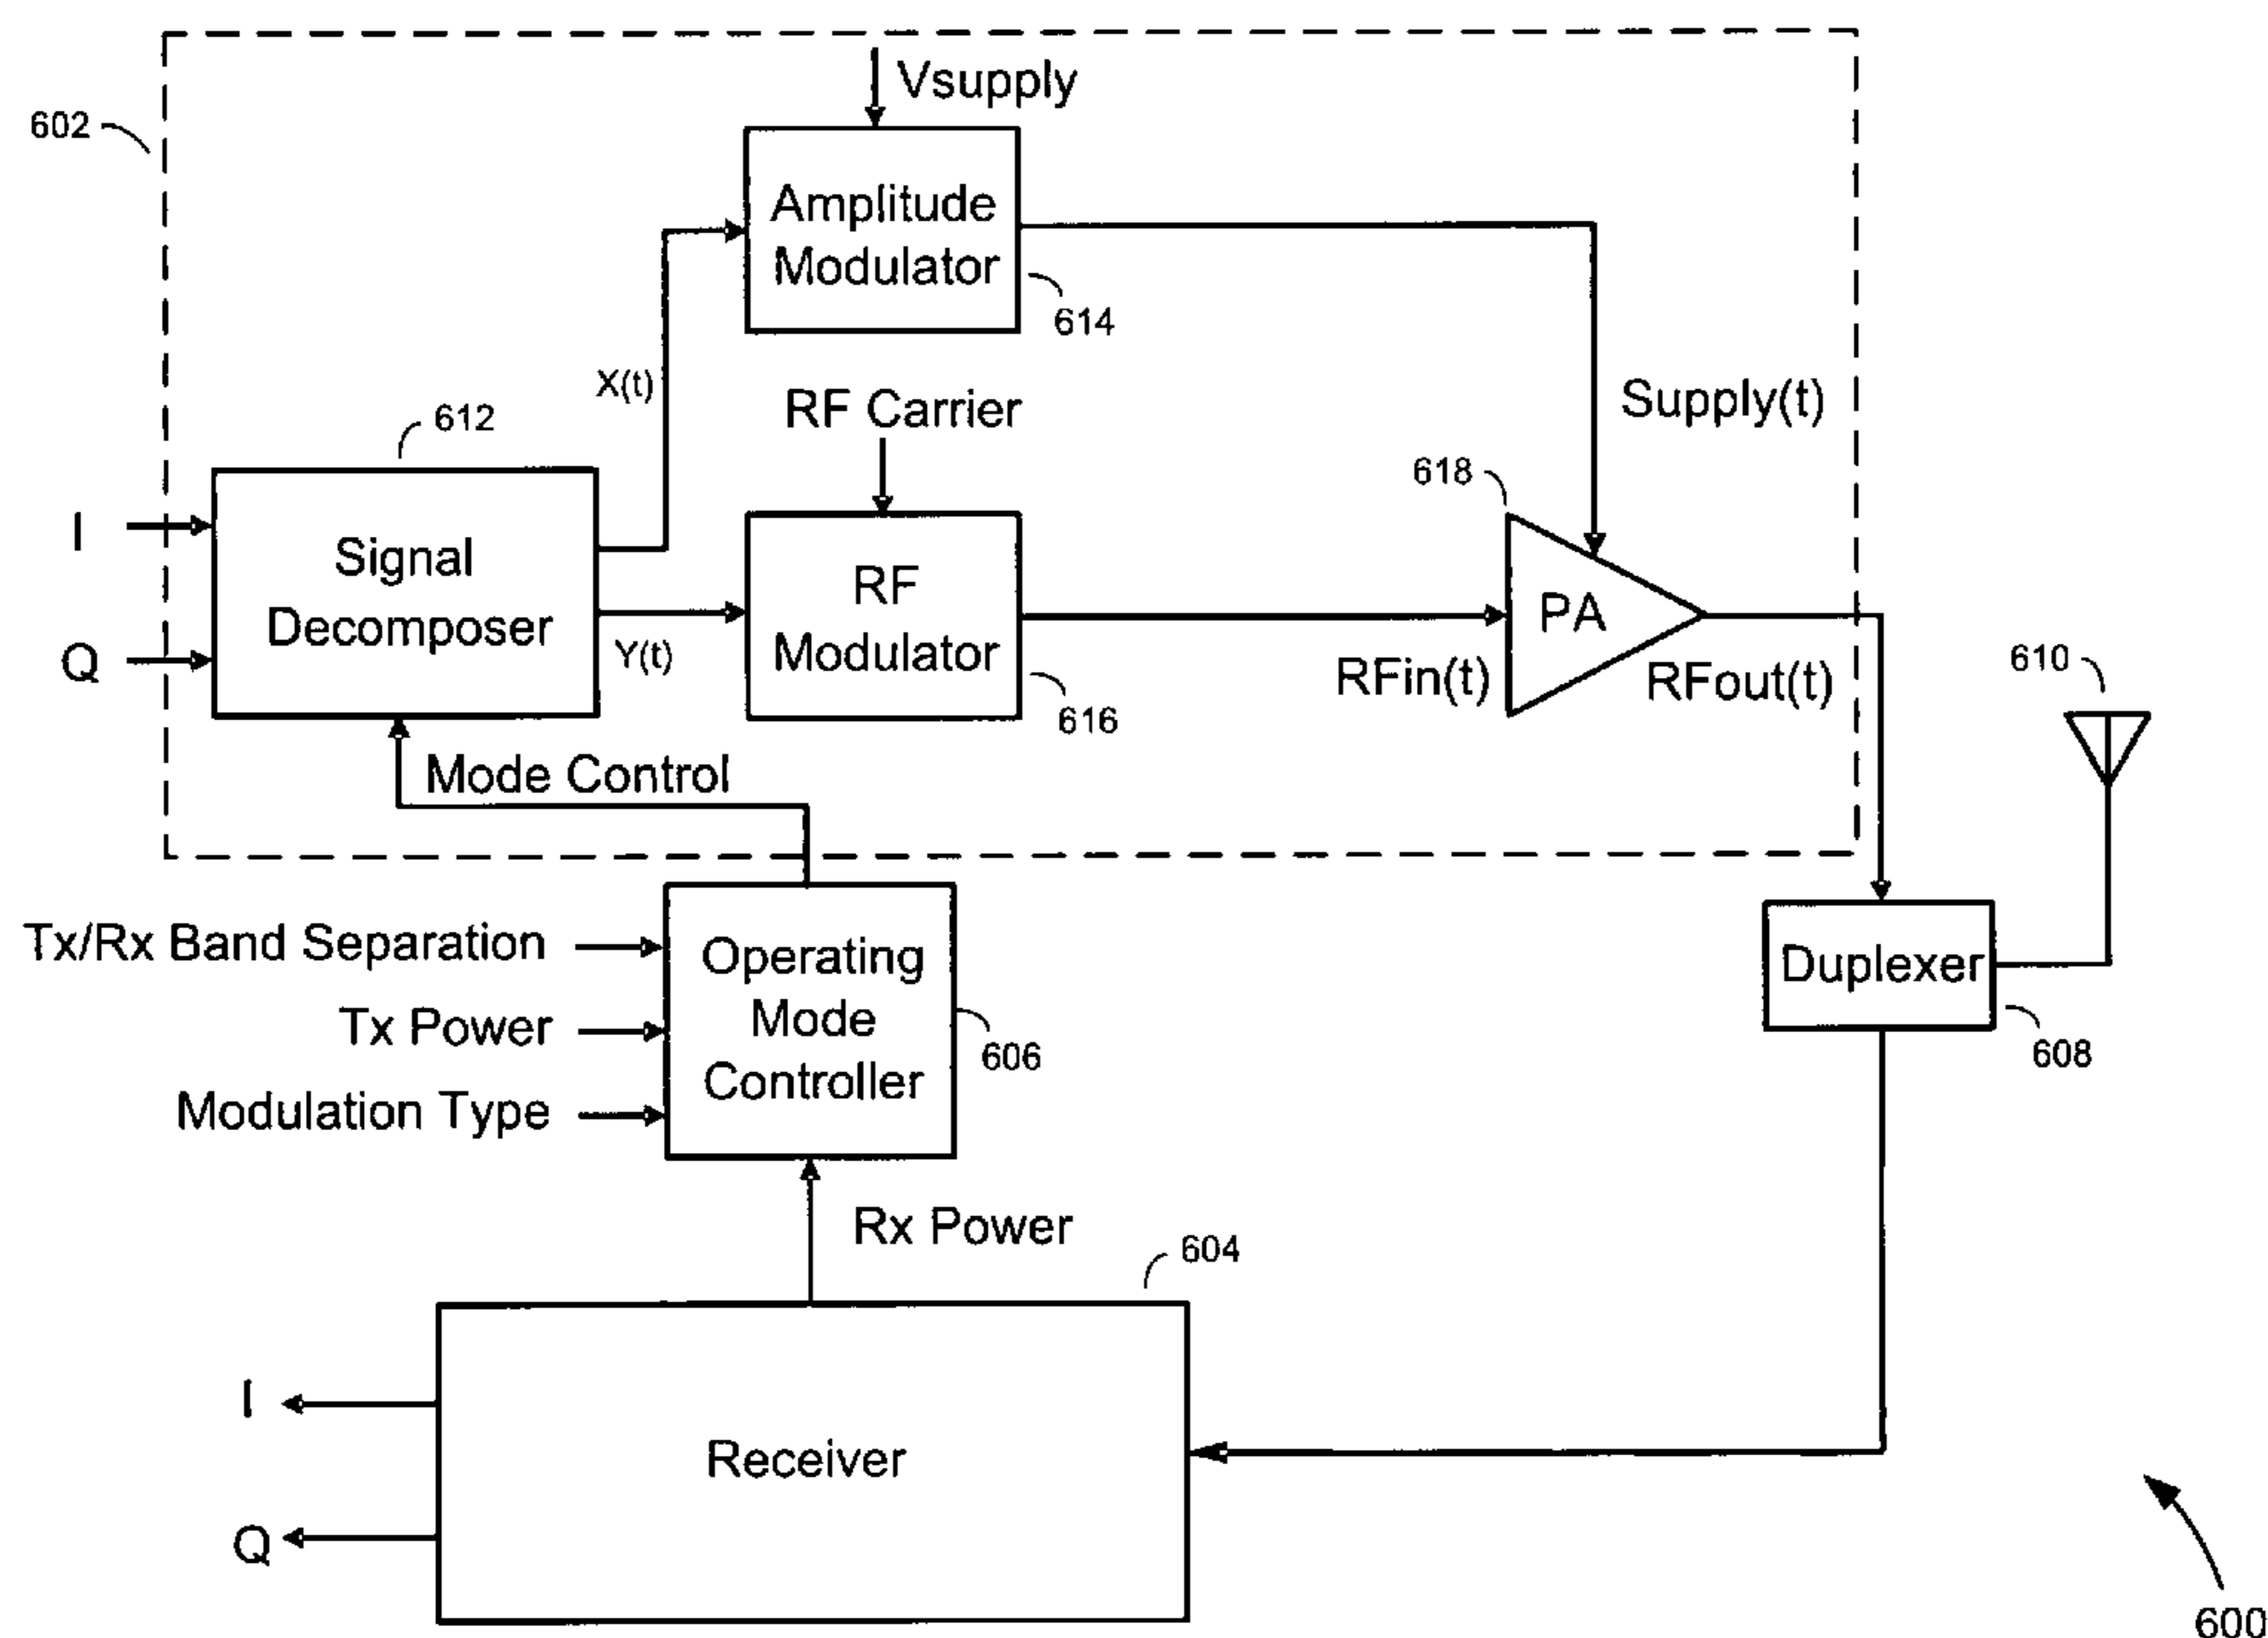 Vsupply
602
Amplitude
Modulator
614
X(t)
RF Carrier
Supply(t)
612
618
I
Signal
Decomposer
RF
Modulator
PA
Q
Y(t)
RFin(t)
RFout(t)
610
616
Mode Control
Tx/Rx Band Separation
Operating
Mode
Controller
Duplexer
Tx Power
606
608
Modulation Type
Rx Power
604
I
Receiver
Q
600